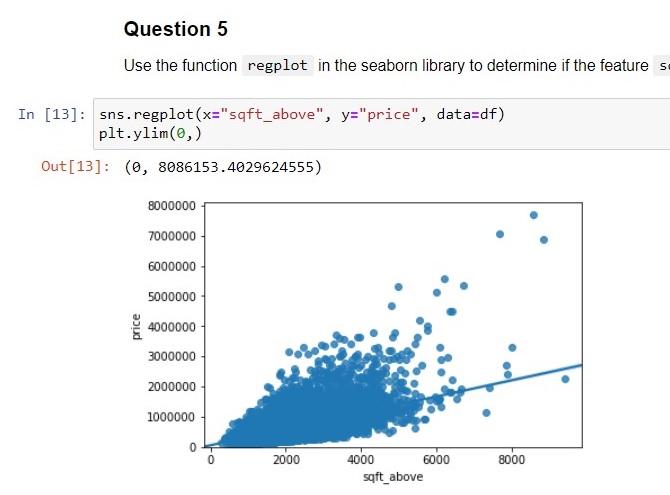 Question 5
Use the function regplot in the seaborn library to determine if the feature
In [13]: sns.regplot(x="sqft_above", y="price", data=df)
plt.ylim(0,)
Out[13]: (0, 8086153.4029624555)
8000000
7000000
6000000
5000000
4000000
3000000
2000000
1000000
0
price
0 2000 4000 6000 8000
sqft_above